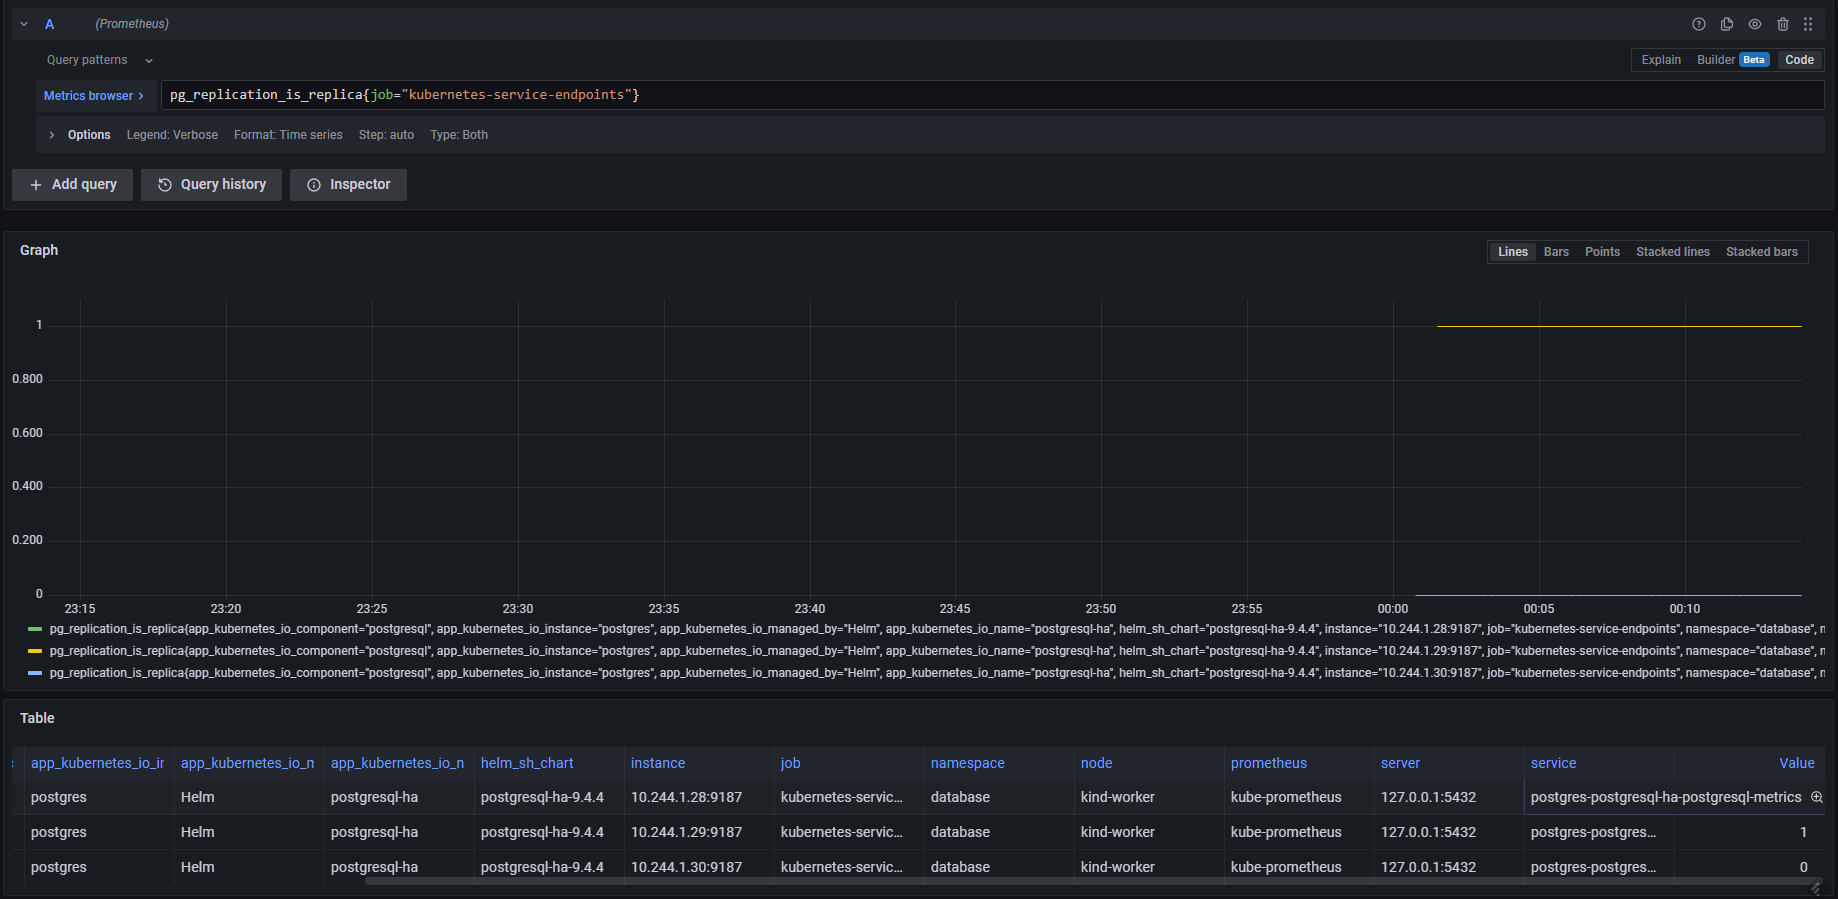 A (Prometheus)
Query patterns Explain Builder Beta Code
Metrics browser > pg_replication_is_replica{job="kubernetes-service-endpoints"}
> Options Legend: Verbose Format: Time series Step: auto Type: Both
+ Add query Query history Inspector
Graph Lines Bars Points Stacked lines Stacked bars
1
0.800
0.600
0.400
0.200
0
23:15 23:20 23:25 23:30 23:35 23:40 23:45 23:50 23:55 00:00 00:05 00:10
pg_replication_is_replica{app_kubernetes_io_component="postgresql", app_kubernetes_io_instance="postgres", app_kubernetes_io_managed_by="Helm", app_kubernetes_io_name="postgresql-ha", helm_sh_chart="postgresql-ha-9.4.4", instance="10.244.1.28:9187", job="kubernetes-service-endpoints", namespace="database",
pg_replication_is_replica{app_kubernetes_io_component="postgresql", app_kubernetes_io_instance="postgres", app_kubernetes_io_managed_by="Helm", app_kubernetes_io_name="postgresql-ha", helm_sh_chart="postgresql-ha-9.4.4", instance="10.244.1.29:9187", job="kubernetes-service-endpoints", namespace="database",
pg_replication_is_replica{app_kubernetes_io_component="postgresql", app_kubernetes_io_instance="postgres", app_kubernetes_io_managed_by="Helm", app_kubernetes_io_name="postgresql-ha", helm_sh_chart="postgresql-ha-9.4.4", instance="10.244.1.30:9187", job="kubernetes-service-endpoints", namespace="database",
Table
app_kubernetes_io_ir app_kubernetes_io_m app_kubernetes_io_n helm_sh_chart instance job namespace node prometheus server service Value
postgres Helm postgresql-ha postgresql-ha-9.4.4 10.244.1.28:9187 kubernetes-servic... database kind-worker kube-prometheus 127.0.0.1:5432 postgres-postgresql-ha-postgresql-metrics
postgres Helm postgresql-ha postgresql-ha-9.4.4 10.244.1.29:9187 kubernetes-servic... database kind-worker kube-prometheus 127.0.0.1:5432 postgres-postgres... 1
postgres Helm postgresql-ha postgresql-ha-9.4.4 10.244.1.30:9187 kubernetes-servic... database kind-worker kube-prometheus 127.0.0.1:5432 postgres-postgres... 0